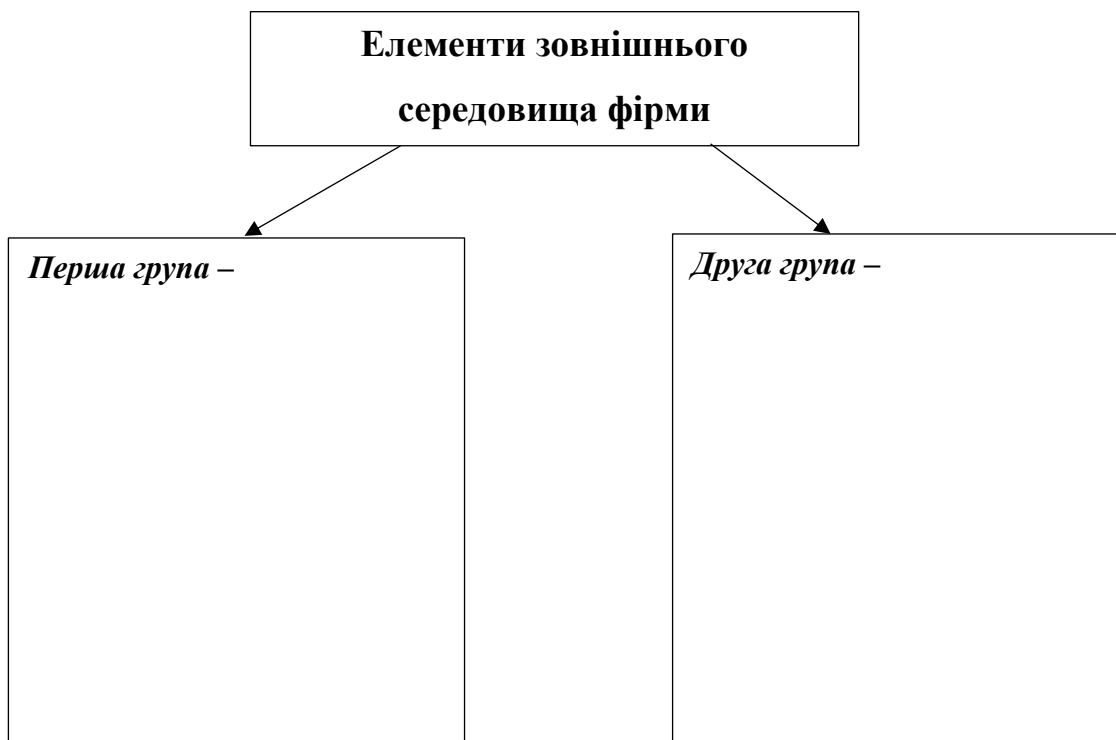 Елементи зовнішнього
середовища фірми
Перша група –
Друга група –